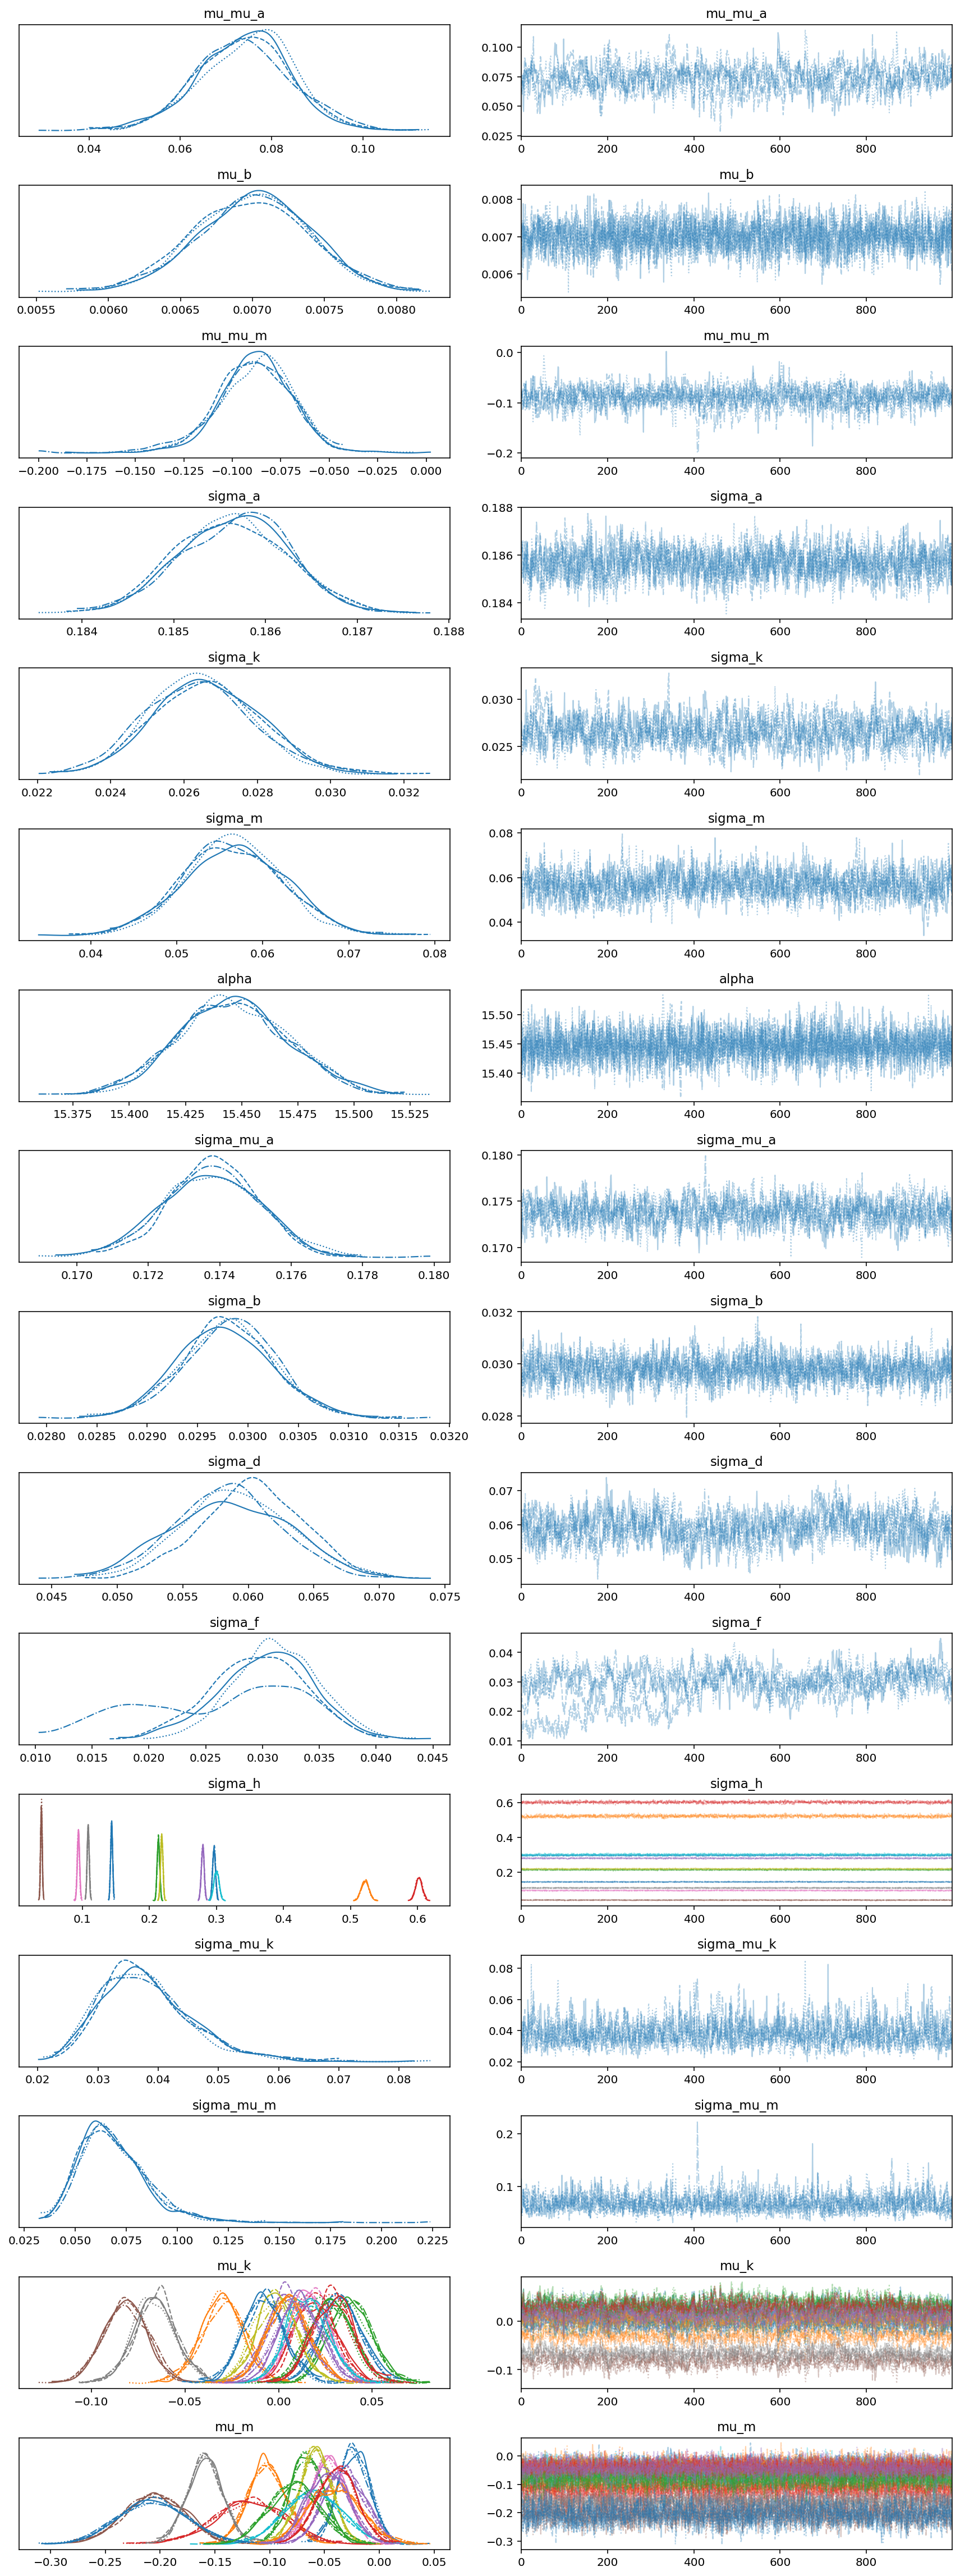 mu_mu_a mu_mu_a
0.100
0.075
0.050
0.025
0.04 0.06 0.08 0.10 0 200 400 600 800
mu_b mu_b
0.008
0.007
0.006
0.0055 0.0060 0.0065 0.0070 0.0075 0.0080 0 200 400 600 800
mu_mu_m mu_mu_m
0.0
−0.1
−0.2
−0.200 −0.175 −0.150 −0.125 −0.100 −0.075 −0.050 −0.025 0.000 0 200 400 600 800
sigma_a sigma_a
0.188
0.186
0.184
0.184 0.185 0.186 0.187 0.188 0 200 400 600 800
sigma_k sigma_k
0.030
0.025
0.022 0.024 0.026 0.028 0.030 0.032 0 200 400 600 800
sigma_m sigma_m
0.08
0.06
0.04
0.04 0.05 0.06 0.07 0.08 0 200 400 600 800
alpha alpha
15.50
15.45
15.40
15.375 15.400 15.425 15.450 15.475 15.500 15.525 0 200 400 600 800
sigma_mu_a sigma_mu_a
0.180
0.175
0.170
0.170 0.172 0.174 0.176 0.178 0.180 0 200 400 600 800
sigma_b sigma_b
0.032
0.030
0.028
0.0280 0.0285 0.0290 0.0295 0.0300 0.0305 0.0310 0.0315 0.0320 0 200 400 600 800
sigma_d sigma_d
0.07
0.06
0.05
0.045 0.050 0.055 0.060 0.065 0.070 0.075 0 200 400 600 800
sigma_f sigma_f
0.04
0.03
0.02
0.01
0.010 0.015 0.020 0.025 0.030 0.035 0.040 0.045 0 200 400 600 800
sigma_h sigma_h
0.6
0.4
0.2
0.1 0.2 0.3 0.4 0.5 0.6 0 200 400 600 800
sigma_mu_k sigma_mu_k
0.08
0.06
0.04
0.02
0.02 0.03 0.04 0.05 0.06 0.07 0.08 0 200 400 600 800
sigma_mu_m sigma_mu_m
0.2
0.1
0.025 0.050 0.075 0.100 0.125 0.150 0.175 0.200 0.225 0 200 400 600 800
mu_k mu_k
0.0
−0.1
−0.10 −0.05 0.00 0.05 0 200 400 600 800
mu_m mu_m
0.0
−0.1
−0.2
−0.3
−0.30 −0.25 −0.20 −0.15 −0.10 −0.05 0.00 0.05 0 200 400 600 800